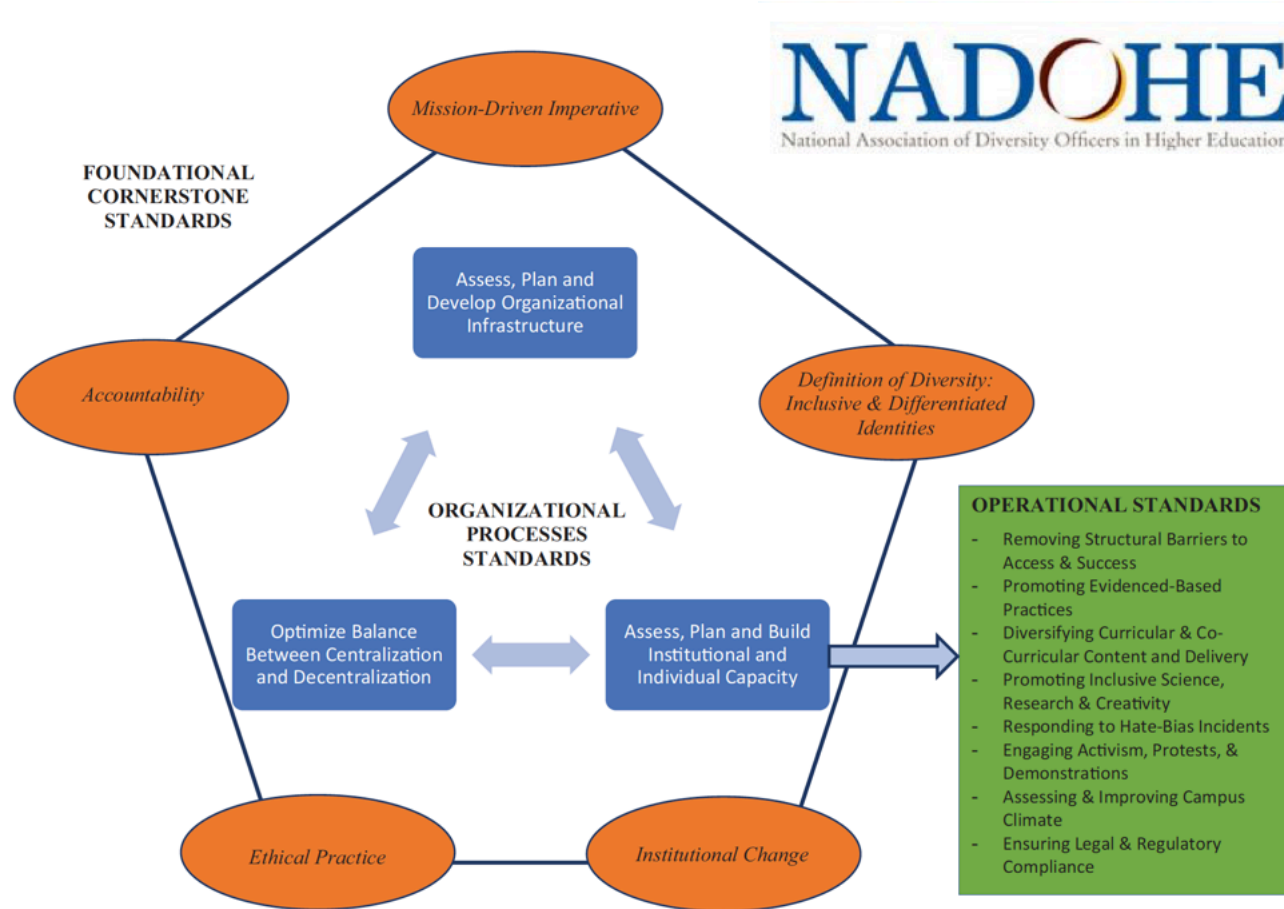 NADOHE
National Association of Diversity Officers in Higher Education
Mission-Driven Imperative
FOUNDATIONAL
CORNERSTONE
STANDARDS
Assess, Plan and
Develop Organizational
Infrastructure
Accountability
Definition of Diversity:
Inclusive & Differentiated
Identities
ORGANIZATIONAL
PROCESSES
STANDARDS
Optimize Balance
Between Centralization
and Decentralization
Assess, Plan and Build
Institutional and
Individual Capacity
OPERATIONAL STANDARDS
- Removing Structural Barriers to
Access & Success
- Promoting Evidenced-Based
Practices
- Diversifying Curricular & Co-
Curricular Content and Delivery
- Promoting Inclusive Science,
Research & Creativity
- Responding to Hate-Bias Incidents
- Engaging Activism, Protests, &
Demonstrations
- Assessing & Improving Campus
Climate
- Ensuring Legal & Regulatory
Compliance
Ethical Practice
Institutional Change